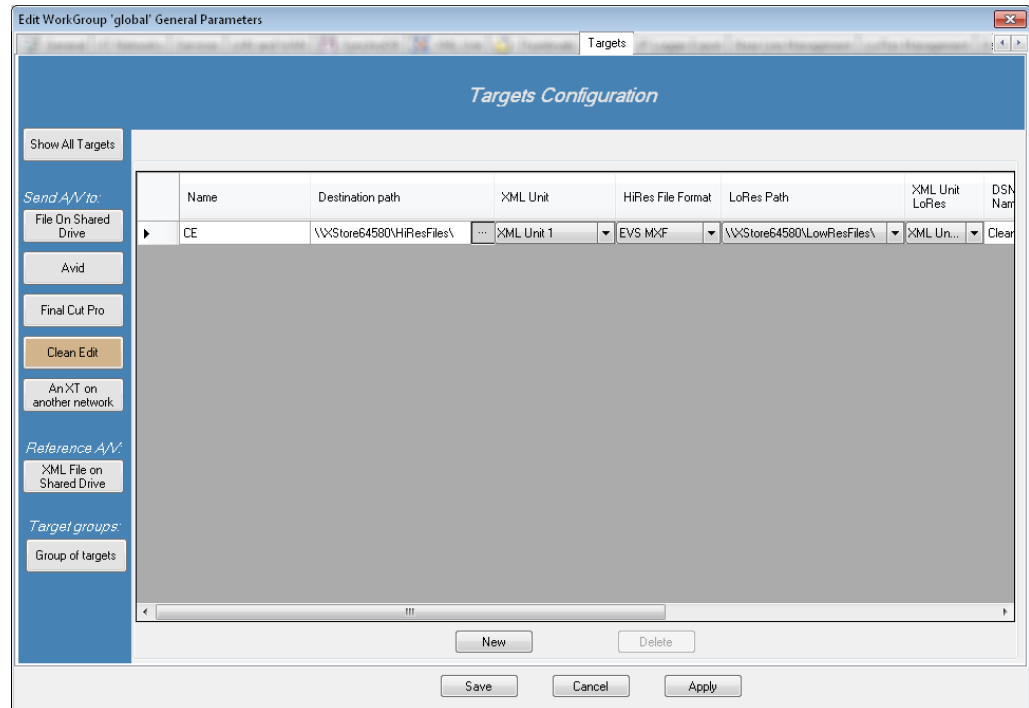 Edit WorkGroup 'global' General Parameters
Targets
Targets Configuration
Show All Targets
Send A/V to:
File On Shared
Drive
Avid
Final Cut Pro
Clean Edit
An XT on
another network
Reference A/V:
XML File on
Shared Drive
Target groups:
Group of targets
Name Destination path XML Unit HiRes File Format LoRes Path XML Unit
LoRes DSN
Nam
CE \\XStore64580\HiResFiles\ ... XML Unit 1 EVS MXF \\XStore64580\LowResFiles\ XML Un... Clear
New Delete
Save Cancel Apply